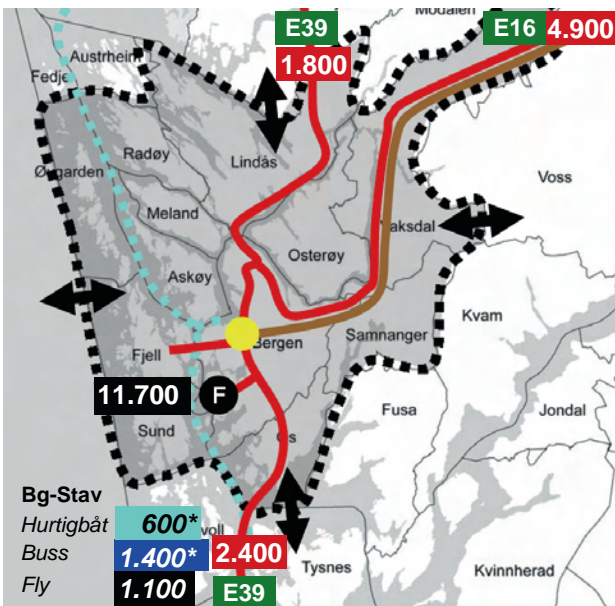 Modalen
E39
E16 4.900
Austrheim
1.800
Fedje
Radøy
Lindås
Voss
Øygarden
Meland
Vaksdal
Osterøy
Askøy
Kvam
Samnanger
Bergen
Fjell
11.700 F
Fusa
Jondal
Sund
Os
Bg-Stav
Hurtigbåt 600*
Buss 1.400* 2.400
Tysnes
Fly 1.100
E39
Kvinnherad